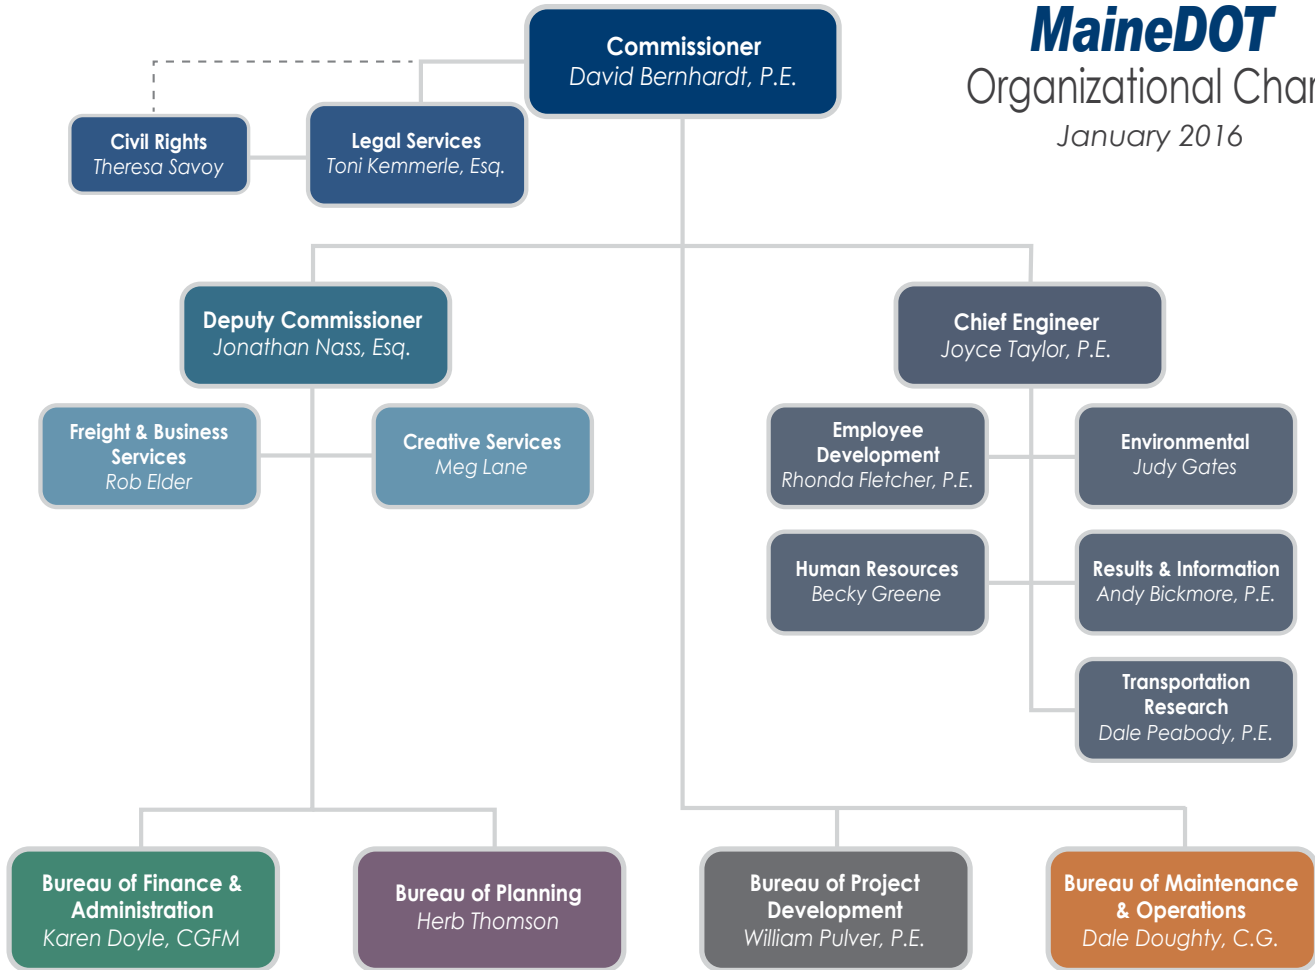 Commissioner
David Bernhardt, P.E.
MaineDOT
Organizational Char
January 2016
Civil Rights
Theresa Savoy
Legal Services
Toni Kemmerle, Esq.
Deputy Commissioner
Jonathan Nass, Esq.
Chief Engineer
Joyce Taylor, P.E.
Freight & Business
Services
Rob Elder
Creative Services
Meg Lane
Employee
Development
Rhonda Fletcher, P.E.
Environmental
Judy Gates
Human Resources
Becky Greene
Results & Information
Andy Bickmore, P.E.
Transportation
Research
Dale Peabody, P.E.
Bureau of Finance &
Administration
Karen Doyle, CGFM
Bureau of Planning
Herb Thomson
Bureau of Project
Development
William Pulver, P.E.
Bureau of Maintenance
& Operations
Dale Doughty, C.G.